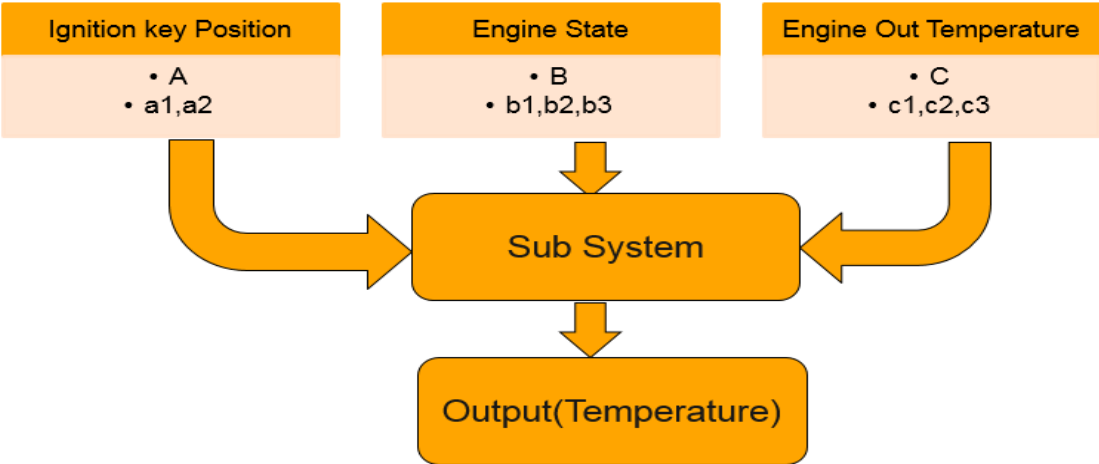 Ignition key Position
• A
• a1,a2
Engine State
• B
• b1,b2,b3
Engine Out Temperature
• C
• c1,c2,c3
Sub System
Output(Temperature)